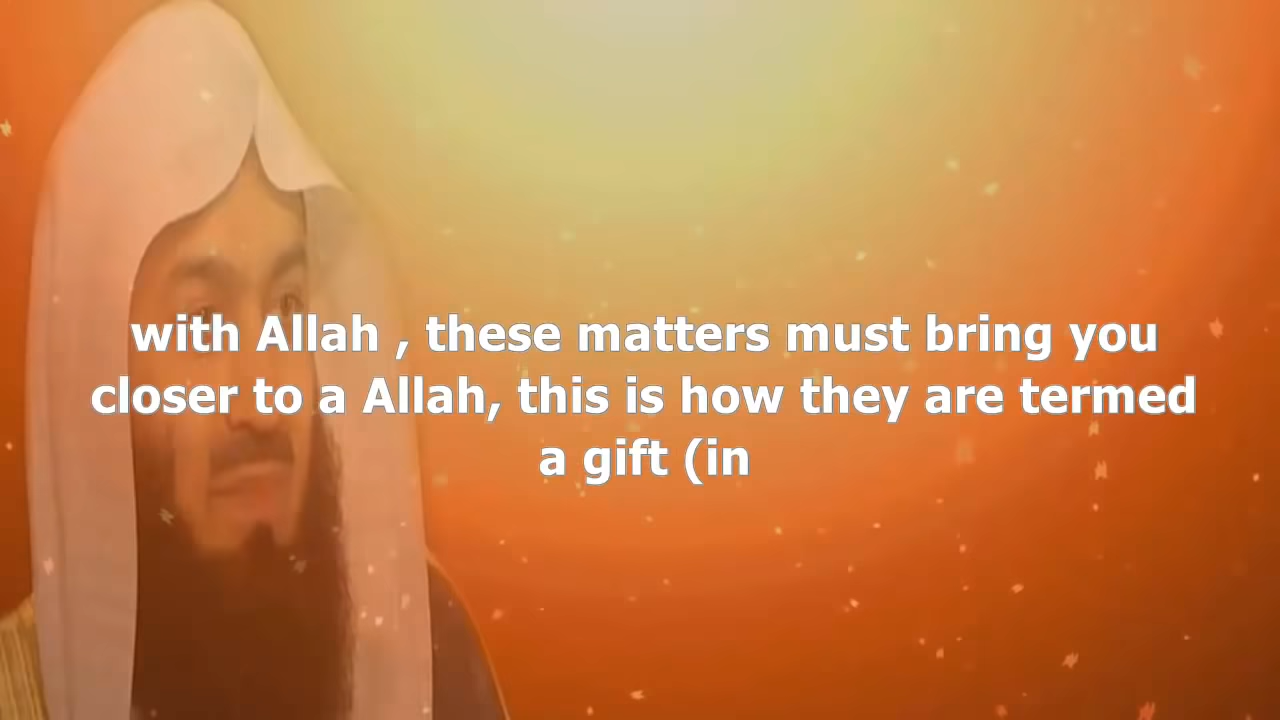 with Allah , these matters must bring you
closer to a Allah, this is how they are termed
a gift (in